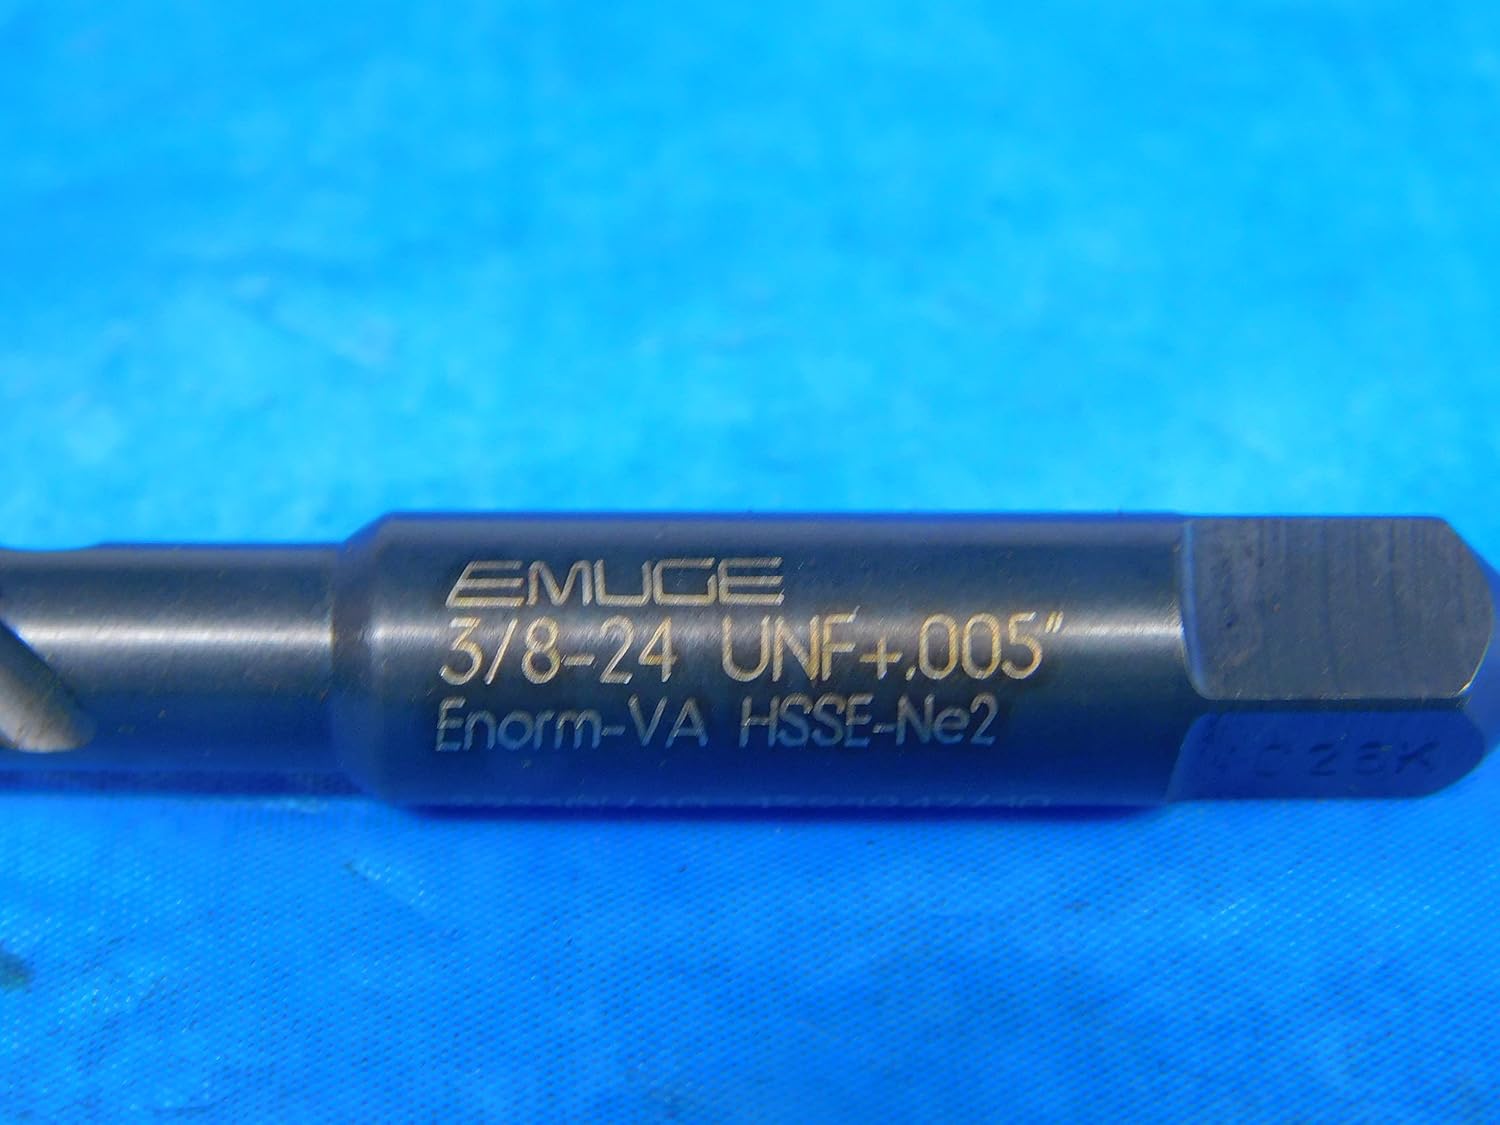 EMUGE
3/8-24 UNF+.005"
Enorm-VA HSSE-Ne2